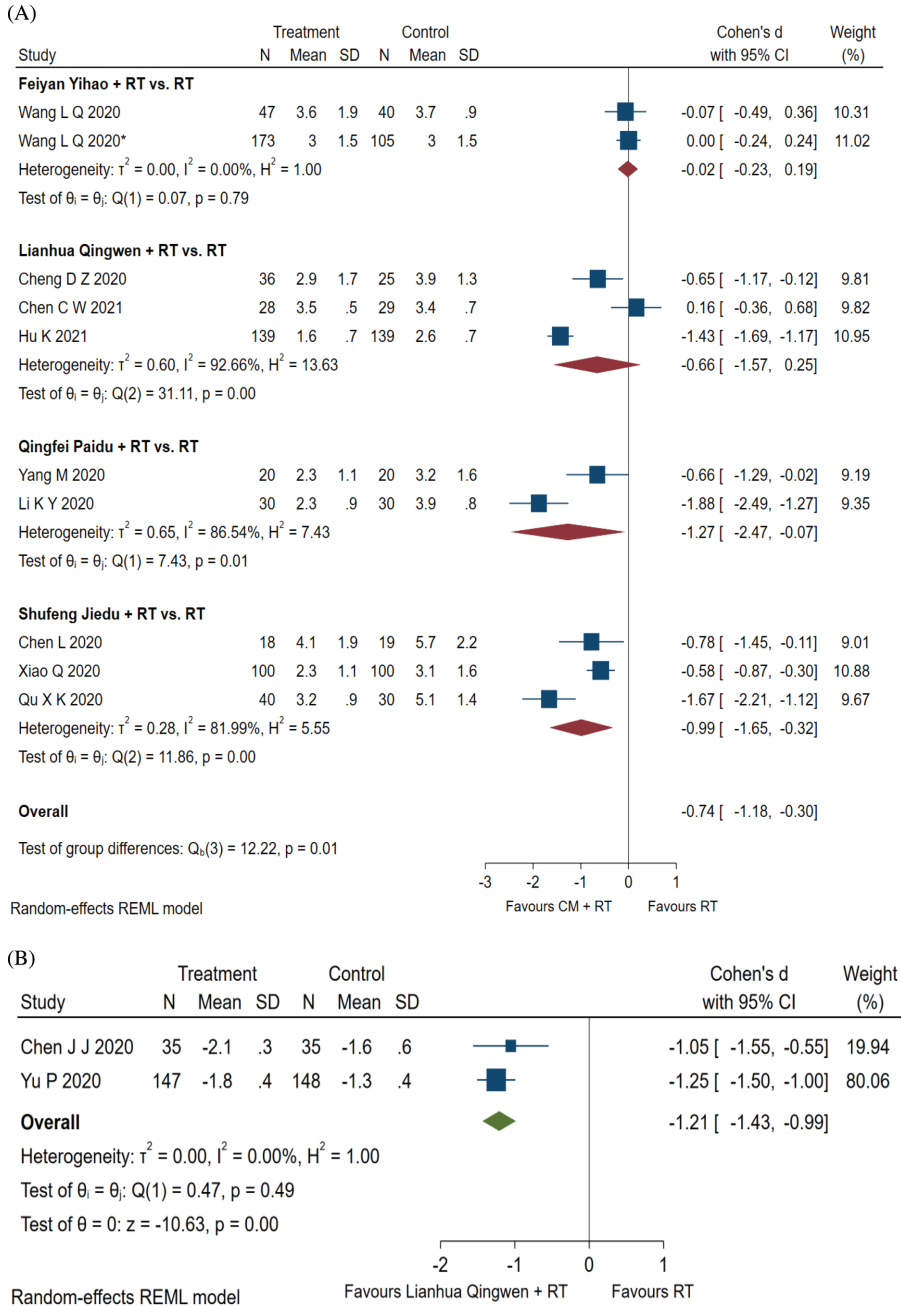 (A)
Treatment Control Cohen's d Weight
Study N Mean SD N Mean SD with 95% CI (%)
Feiyan Yihao + RT vs. RT
Wang L Q 2020 47 3.6 1.9 40 3.7 .9 -0.07 [ -0.49, 0.36] 10.31
Wang L Q 2020* 173 3 1.5 105 3 1.5 0.00 [ -0.24, 0.24] 11.02
Heterogeneity: τ² = 0.00, I² = 0.00%, H² = 1.00 -0.02 [ -0.23, 0.19]
Test of θᵢ = θⱼ: Q(1) = 0.07, p = 0.79
Lianhua Qingwen + RT vs. RT
Cheng D Z 2020 36 2.9 1.7 25 3.9 1.3 -0.65 [ -1.17, -0.12] 9.81
Chen C W 2021 28 3.5 .5 29 3.4 .7 0.16 [ -0.36, 0.68] 9.82
Hu K 2021 139 1.6 .7 139 2.6 .7 -1.43 [ -1.69, -1.17] 10.95
Heterogeneity: τ² = 0.60, I² = 92.66%, H² = 13.63 -0.66 [ -1.57, 0.25]
Test of θᵢ = θⱼ: Q(2) = 31.11, p = 0.00
Qingfei Paidu + RT vs. RT
Yang M 2020 20 2.3 1.1 20 3.2 1.6 -0.66 [ -1.29, -0.02] 9.19
Li K Y 2020 30 2.3 .9 30 3.9 .8 -1.88 [ -2.49, -1.27] 9.35
Heterogeneity: τ² = 0.65, I² = 86.54%, H² = 7.43 -1.27 [ -2.47, -0.07]
Test of θᵢ = θⱼ: Q(1) = 7.43, p = 0.01
Shufeng Jiedu + RT vs. RT
Chen L 2020 18 4.1 1.9 19 5.7 2.2 -0.78 [ -1.45, -0.11] 9.01
Xiao Q 2020 100 2.3 1.1 100 3.1 1.6 -0.58 [ -0.87, -0.30] 10.88
Qu X K 2020 40 3.2 .9 30 5.1 1.4 -1.67 [ -2.21, -1.12] 9.67
Heterogeneity: τ² = 0.28, I² = 81.99%, H² = 5.55 -0.99 [ -1.65, -0.32]
Test of θᵢ = θⱼ: Q(2) = 11.86, p = 0.00
Overall -0.74 [ -1.18, -0.30]
Test of group differences: Q_b(3) = 12.22, p = 0.01
-3 -2 -1 0 1
Favours CM + RT Favours RT
Random-effects REML model
(B)
Treatment Control Cohen's d Weight
Study N Mean SD N Mean SD with 95% CI (%)
Chen J J 2020 35 -2.1 .3 35 -1.6 .6 -1.05 [ -1.55, -0.55] 19.94
Yu P 2020 147 -1.8 .4 148 -1.3 .4 -1.25 [ -1.50, -1.00] 80.06
Overall -1.21 [ -1.43, -0.99]
Heterogeneity: τ² = 0.00, I² = 0.00%, H² = 1.00
Test of θᵢ = θⱼ: Q(1) = 0.47, p = 0.49
Test of θ = 0: z = -10.63, p = 0.00
-2 -1 0 1
Favours Lianhua Qingwen + RT Favours RT
Random-effects REML model